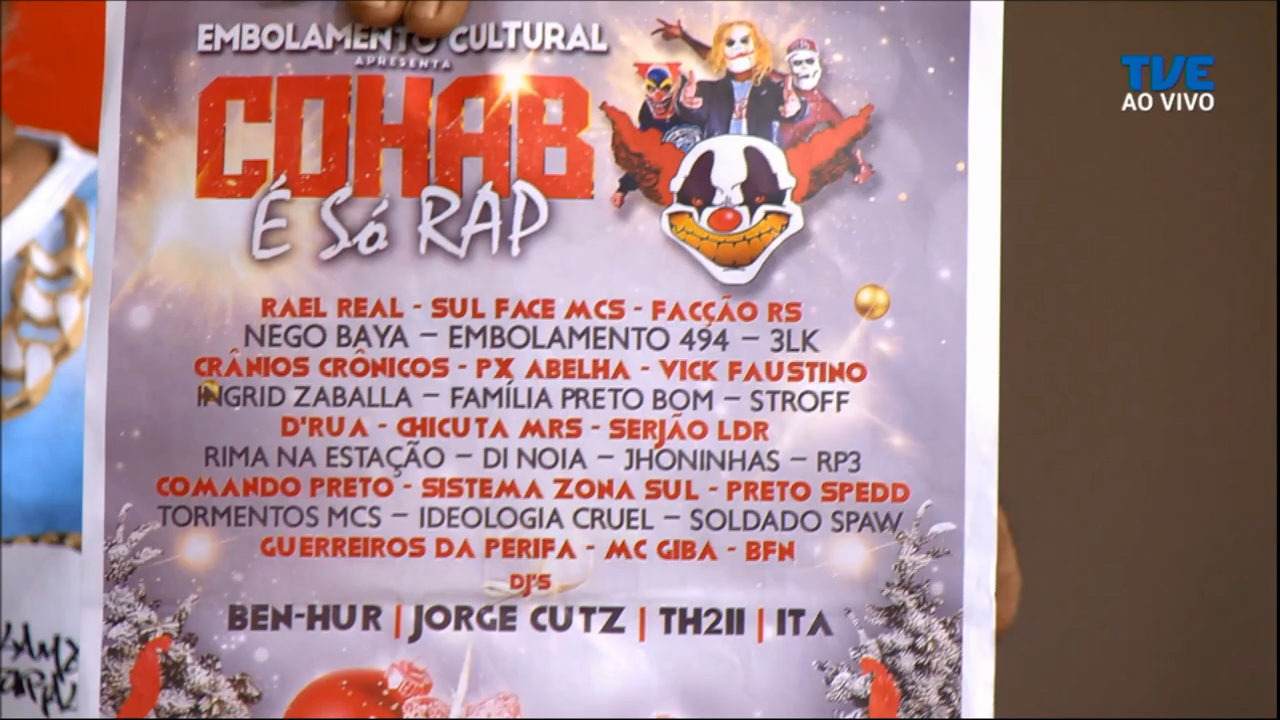 EMBOLAMENTO CULTURAL
APRESENTA
COHAB
É SÓ RAP
RAEL REAL - SUL FACE MCS - FACÇÃO RS
NEGO BAYA – EMBOLAMENTO 494 – 3LK
CRÂNIOS CRÔNICOS - PX ABELHA - VICK FAUSTINO
INGRID ZABALLA – FAMÍLIA PRETO BOM – STROFF
D'RUA - CHICUTA MRS - SERJÃO LDR
RIMA NA ESTAÇÃO – DI NOIA – JHONINHAS – RP3
COMANDO PRETO - SISTEMA ZONA SUL - PRETO SPEDD
TORMENTOS MCS – IDEOLOGIA CRUEL – SOLDADO SPAW
GUERREIROS DA PERIFA - MC GIBA - BFN
DJ'S
BEN-HUR | JORGE CUTZ | TH2II | ITA
TVE
AO VIVO